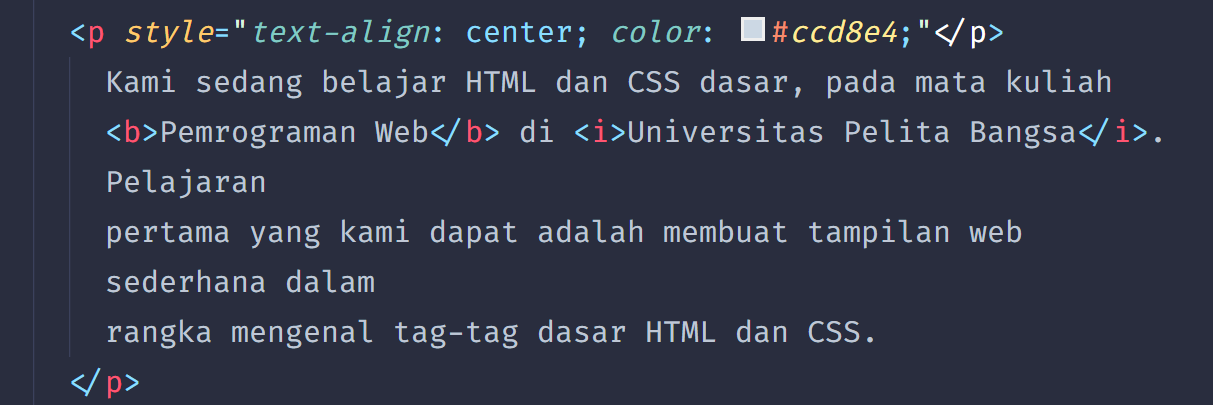 <p style="text-align: center; color: #ccd8e4;"</p>
Kami sedang belajar HTML dan CSS dasar, pada mata kuliah
<b>Pemrograman Web</b> di <i>Universitas Pelita Bangsa</i>.
Pelajaran
pertama yang kami dapat adalah membuat tampilan web
sederhana dalam
rangka mengenal tag-tag dasar HTML dan CSS.
</p>